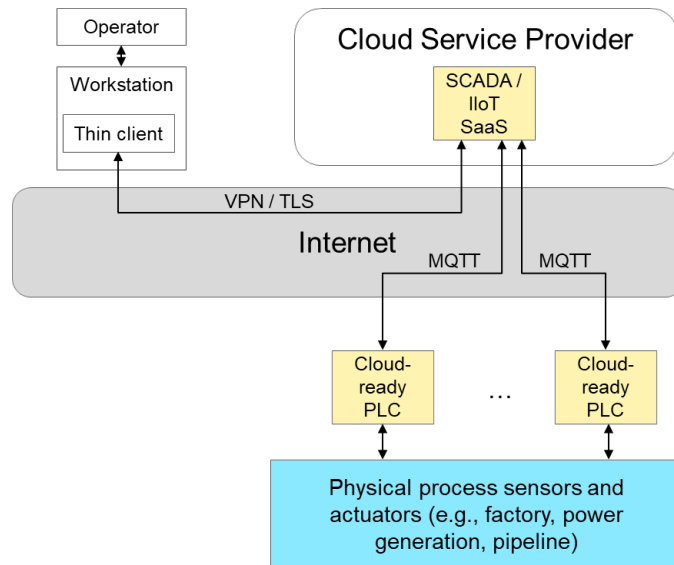 Operator
Workstation
Thin client
Cloud Service Provider
SCADA /
IIoT
SaaS
VPN / TLS
Internet
MQTT
MQTT
Cloud-
ready
PLC
...
Cloud-
ready
PLC
Physical process sensors and
actuators (e.g., factory, power
generation, pipeline)